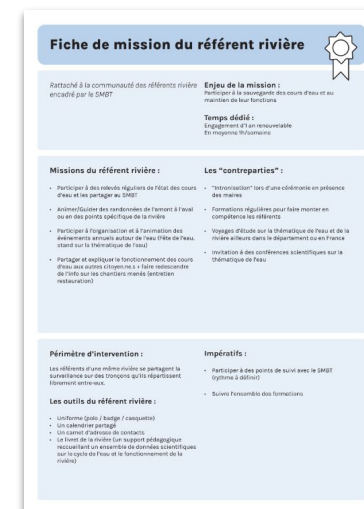 Fiche de mission du référent rivière
Rattaché à la communauté des référents rivière
encadré par le SMBT
Enjeu de la mission :
Participer à la sauvegarde des cours d'eau et au
maintien de leur fonctions
Temps dédié :
Engagement d'1 an renouvelable
En moyenne 1h/semaine
Missions du référent rivière :
• Participer à des relevés réguliers de l'état des cours
d'eau et les partager au SMBT
• Animer/Guider des randonnées de l'amont à l'aval
ou en des points spécifique de la rivière
• Participer à l'organisation et à l'animation des
événements annuels autour de l'eau (Fête de l'eau,
stand sur la thématique de l'eau)
• Partager et expliquer le fonctionnement des cours
d'eau aux autres citoyen.ne.s + faire redescendre
de l'info sur les chantiers menés (entretien
restauration)
Les "contreparties" :
• "Intronisation" lors d'une cérémonie en présence
des maires
• Formations régulières pour faire monter en
compétence les référents
• Voyages d'étude sur la thématique de l'eau et de la
rivière ailleurs dans le département ou en France
• Invitation à des conférences scientifiques sur la
thématique de l'eau
Périmètre d'intervention :
Les référents d'une même rivière se partagent la
surveillance sur des tronçons qu'ils répartissent
librement entre-eux.
Les outils du référent rivière :
• Uniforme (polo / badge / casquette)
• Un calendrier partagé
• Un carnet d'adresse de contacts
• Le livret de la rivière (un support pédagogique
reccueillant un ensemble de données scientifiques
sur le cycle de l'eau et le fonctionnement de la
rivière)
Impératifs :
• Participer à des points de suivi avec le SMBT
(rythme à définir)
• Suivre l'ensemble des formations